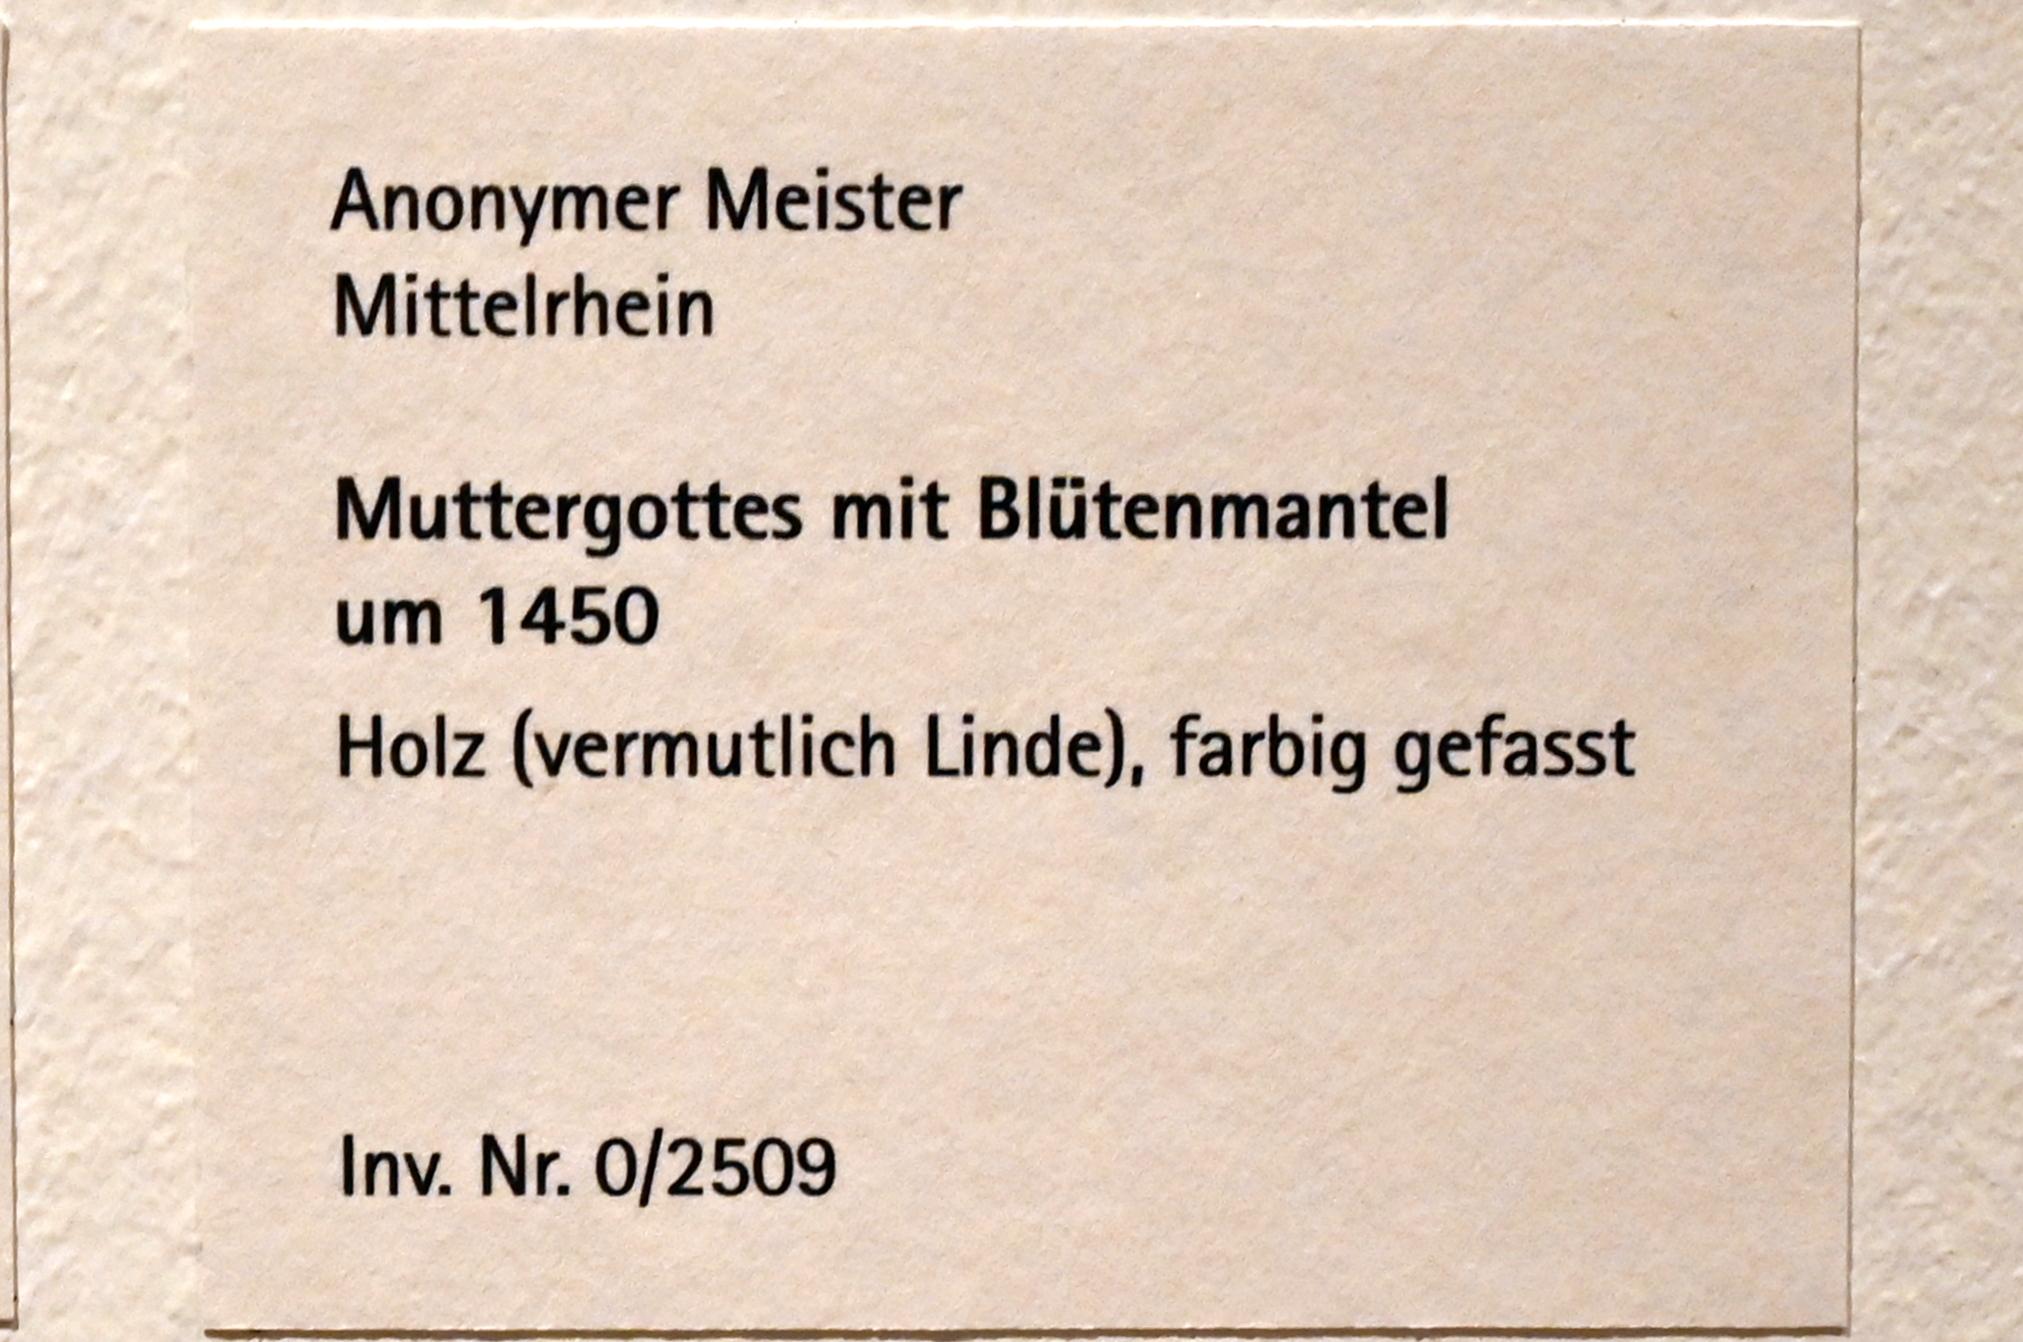 Anonymer Meister
Mittelrhein
Muttergottes mit Blütenmantel
um 1450
Holz (vermutlich Linde), farbig gefasst
Inv. Nr. 0/2509